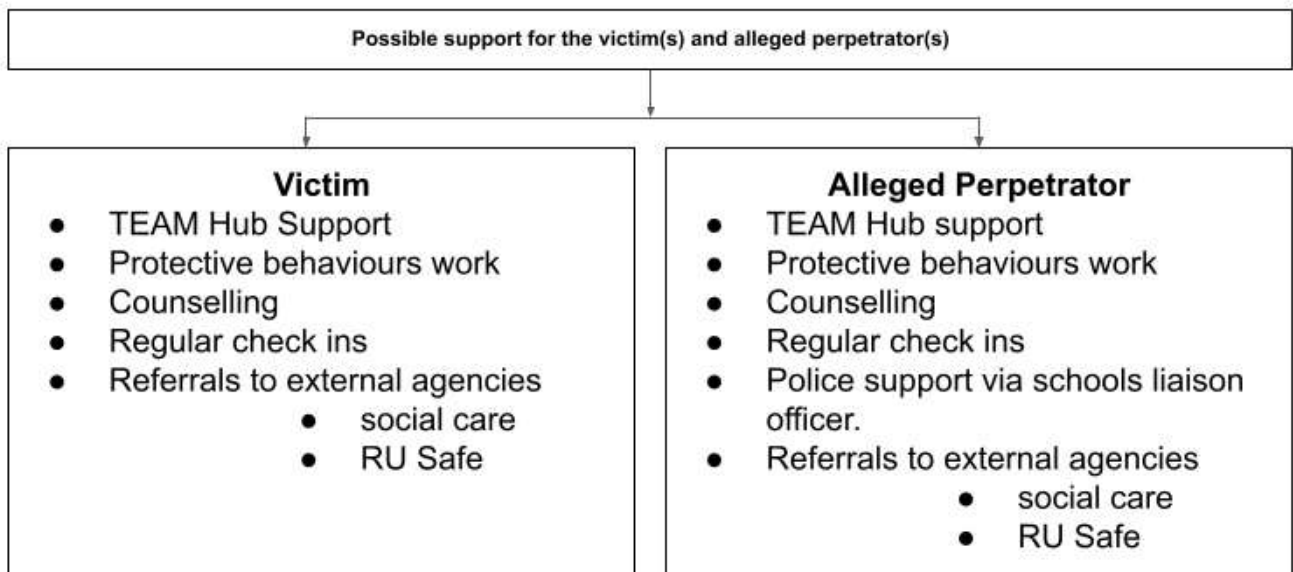 Possible support for the victim(s) and alleged perpetrator(s)
Victim
● TEAM Hub Support
● Protective behaviours work
● Counselling
● Regular check ins
● Referrals to external agencies
● social care
● RU Safe
Alleged Perpetrator
● TEAM Hub support
● Protective behaviours work
● Counselling
● Regular check ins
● Police support via schools liaison
officer.
● Referrals to external agencies
● social care
● RU Safe